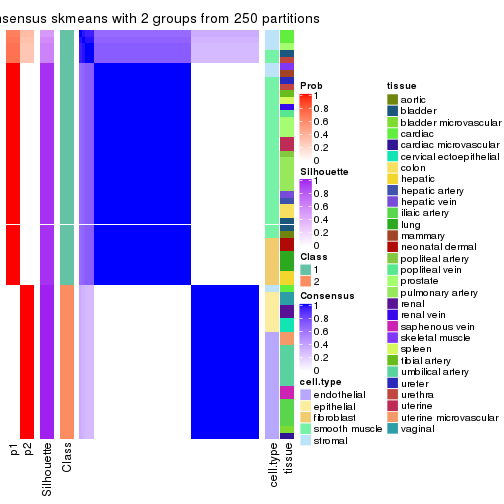 nsensus skmeans with 2 groups from 250 partitions
Prob
1
0.8
0.6
0.4
0.2
0
Silhouette
1
0.8
0.6
0.4
0.2
0
Class
1
2
Consensus
1
0.8
0.6
0.4
0.2
0
cell.type
endothelial
epithelial
fibroblast
smooth muscle
stromal
tissue
aortic
bladder
bladder microvascular
cardiac
cardiac microvascular
cervical ectoepithelial
colon
hepatic
hepatic artery
hepatic vein
iliaic artery
lung
mammary
neonatal dermal
popliteal artery
popliteal vein
prostate
pulmonary artery
renal
renal vein
saphenous vein
skeletal muscle
spleen
tibial artery
umbilical artery
ureter
urethra
uterine
uterine microvascular
vaginal
p1
p2
Silhouette
Class
cell.type
tissue